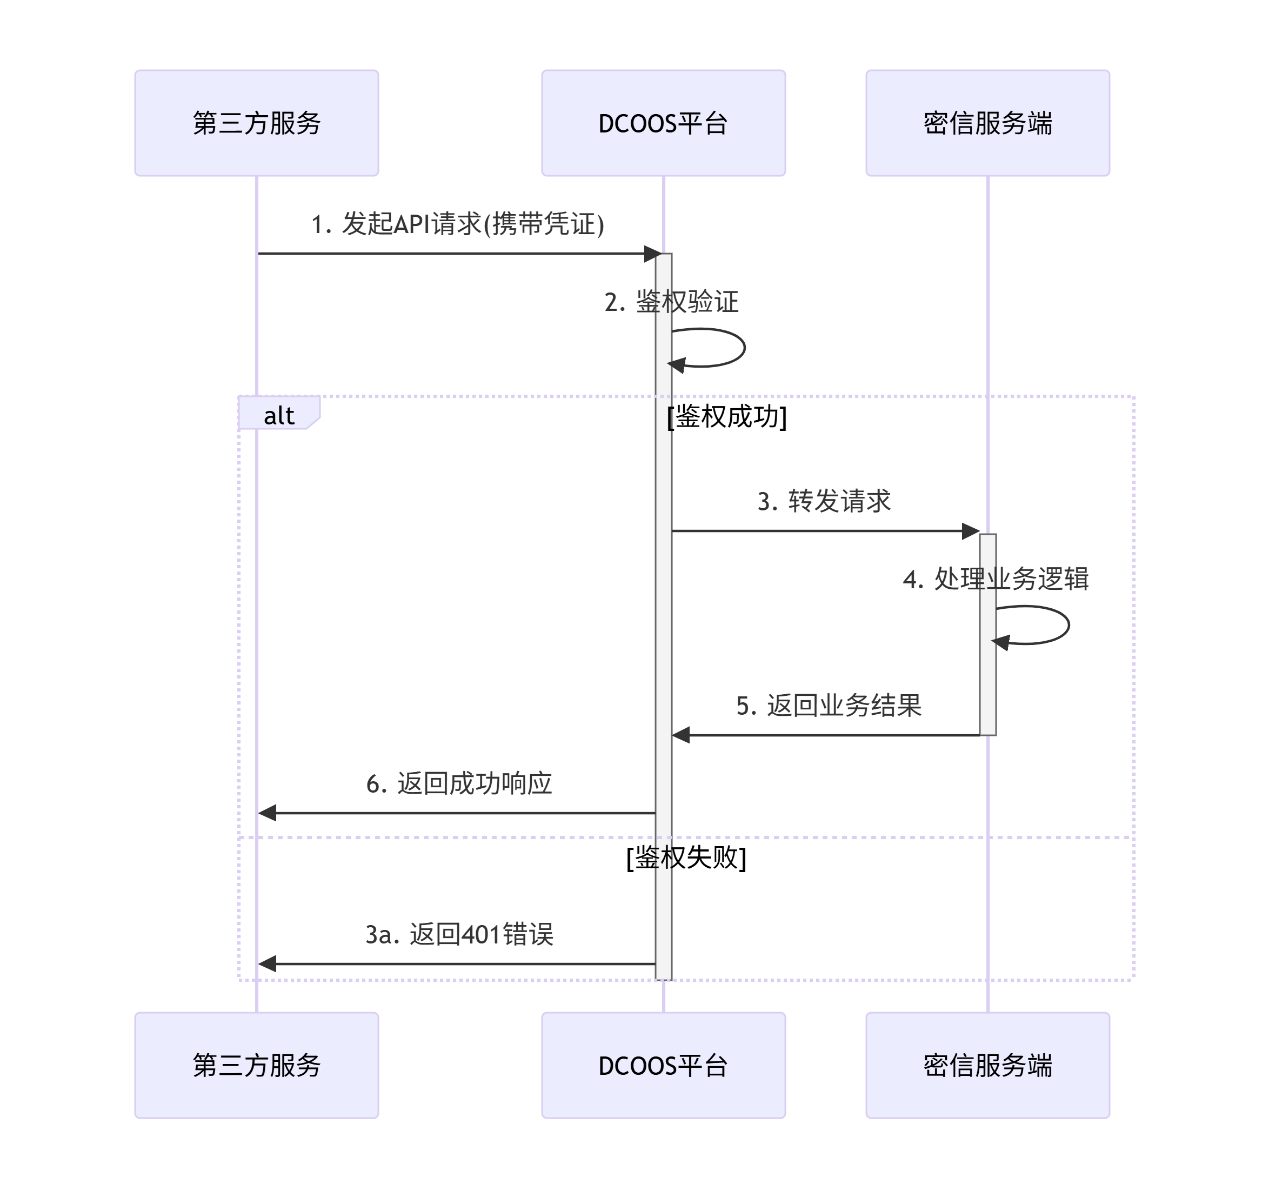 第三方服务
DCOOS平台
密信服务端
1. 发起API请求(携带凭证)
2. 鉴权验证
alt
[鉴权成功]
3. 转发请求
4. 处理业务逻辑
5. 返回业务结果
6. 返回成功响应
[鉴权失败]
3a. 返回401错误
第三方服务
DCOOS平台
密信服务端